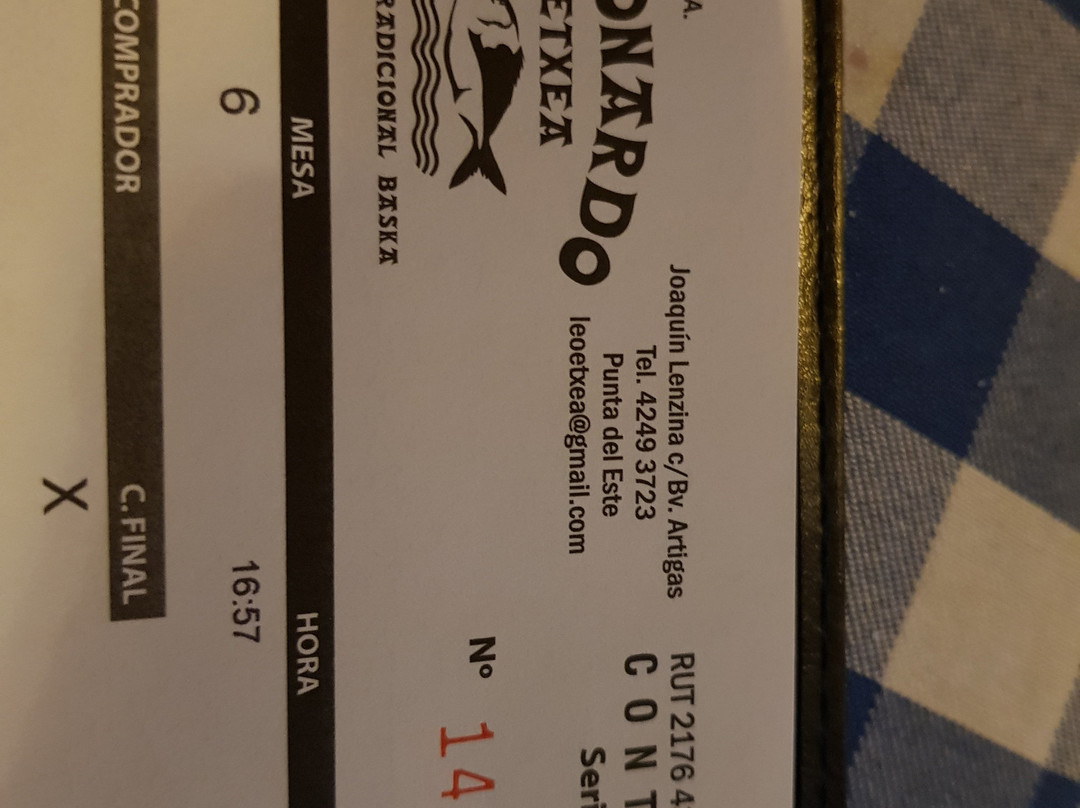 A.
ONARDO
ETXEA
RADICIONAL BASKA
Joaquín Lenzina c/Bv. Artigas
Tel. 4249 3723
Punta del Este
leoetxea@gmail.com
RUT 2176 4
C O N T
Seri
Nº 14
MESA HORA
6 16:57
COMPRADOR C. FINAL
X